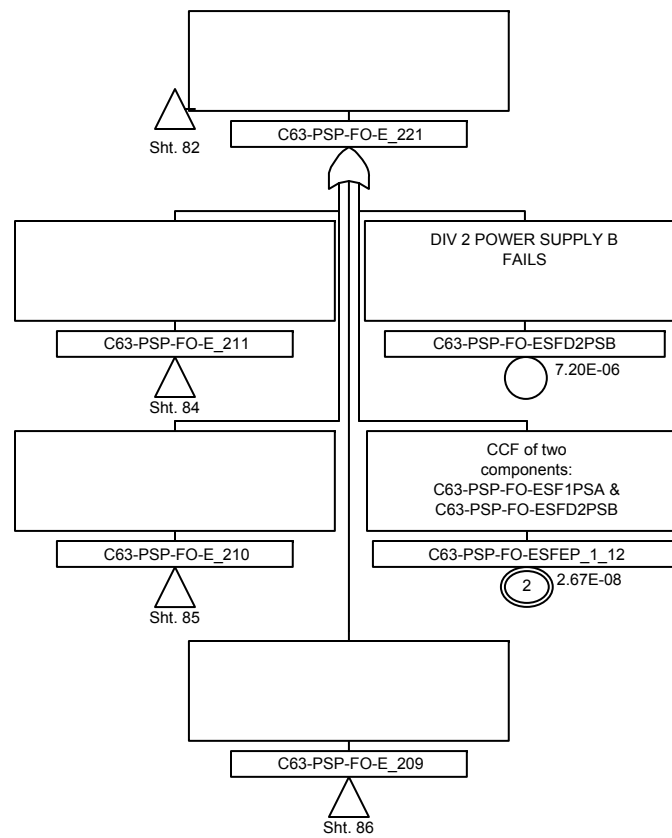 Sht. 82
C63-PSP-FO-E_221
DIV 2 POWER SUPPLY B
FAILS
C63-PSP-FO-E_211
C63-PSP-FO-ESFD2PSB
Sht. 84
7.20E-06
CCF of two
components:
C63-PSP-FO-ESF1PSA &
C63-PSP-FO-ESFD2PSB
C63-PSP-FO-E_210
C63-PSP-FO-ESFEP_1_12
Sht. 85
2
2.67E-08
C63-PSP-FO-E_209
Sht. 86